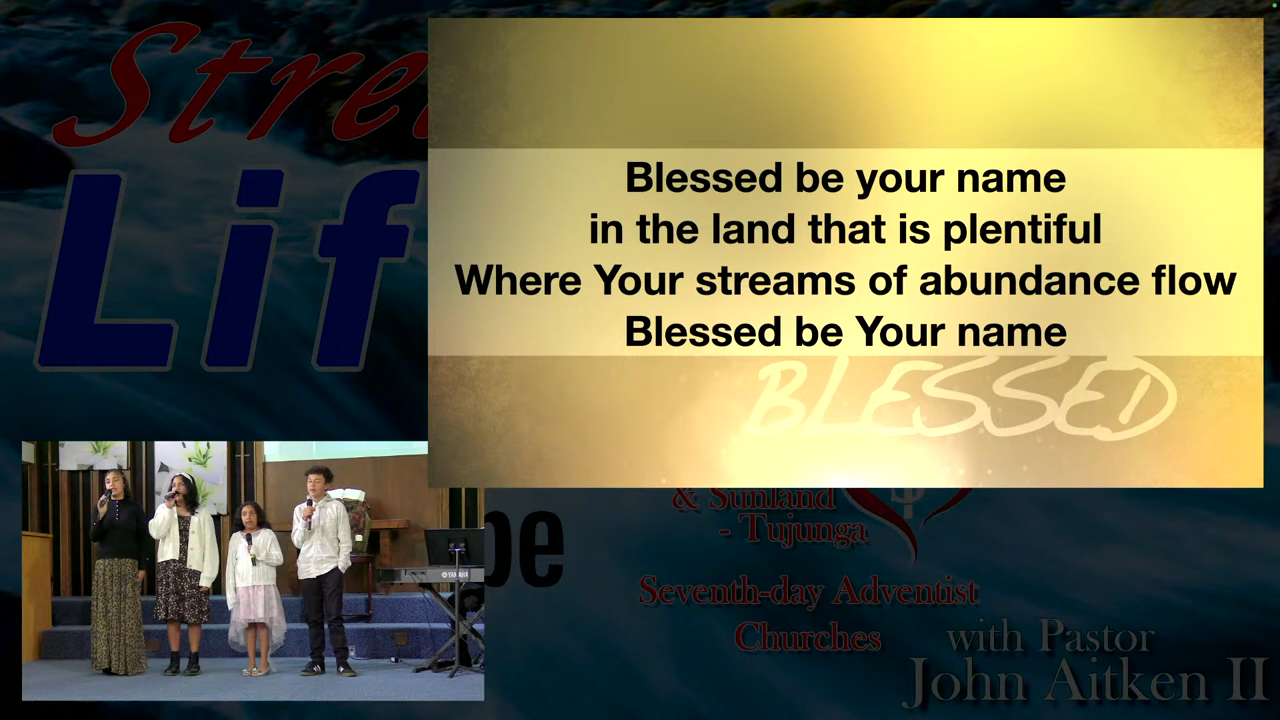 Blessed be your name
in the land that is plentiful
Where Your streams of abundance flow
Blessed be Your name
BLESSED
Lif
& Sunland
- Tujunga
Seventh-day Adventist
Churches
with Pastor
John Aitken II
YAMAHA